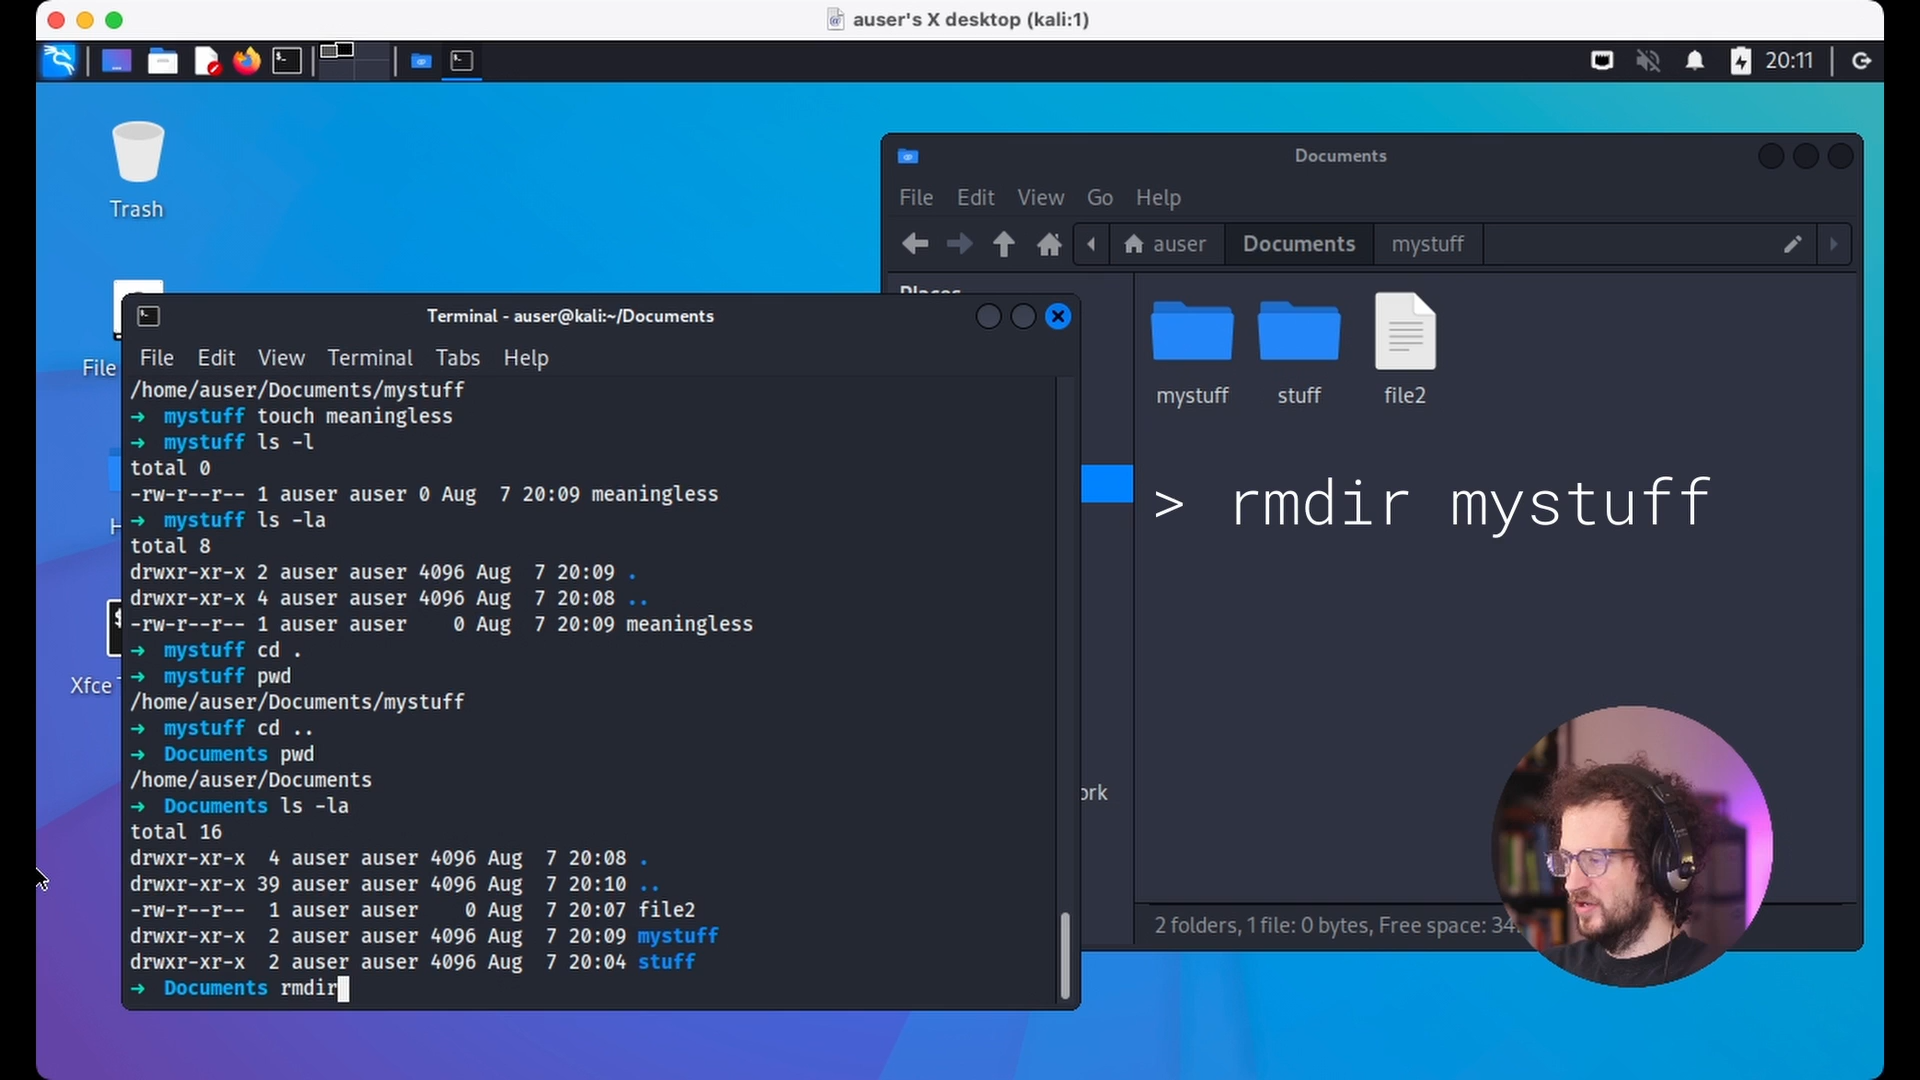 auser's X desktop (kali:1)
20:11
Trash
File
Xfce
Documents
File Edit View Go Help
auser Documents mystuff
mystuff stuff file2
> rmdir mystuff
2 folders, 1 file: 0 bytes, Free space: 34
Terminal - auser@kali:~/Documents
File Edit View Terminal Tabs Help
/home/auser/Documents/mystuff
➜ mystuff touch meaningless
➜ mystuff ls -l
total 0
-rw-r--r-- 1 auser auser 0 Aug  7 20:09 meaningless
➜ mystuff ls -la
total 8
drwxr-xr-x 2 auser auser 4096 Aug  7 20:09 .
drwxr-xr-x 4 auser auser 4096 Aug  7 20:08 ..
-rw-r--r-- 1 auser auser    0 Aug  7 20:09 meaningless
➜ mystuff cd .
➜ mystuff pwd
/home/auser/Documents/mystuff
➜ mystuff cd ..
➜ Documents pwd
/home/auser/Documents
➜ Documents ls -la
total 16
drwxr-xr-x  4 auser auser 4096 Aug  7 20:08 .
drwxr-xr-x 39 auser auser 4096 Aug  7 20:10 ..
-rw-r--r--  1 auser auser    0 Aug  7 20:07 file2
drwxr-xr-x  2 auser auser 4096 Aug  7 20:09 mystuff
drwxr-xr-x  2 auser auser 4096 Aug  7 20:04 stuff
➜ Documents rmdir